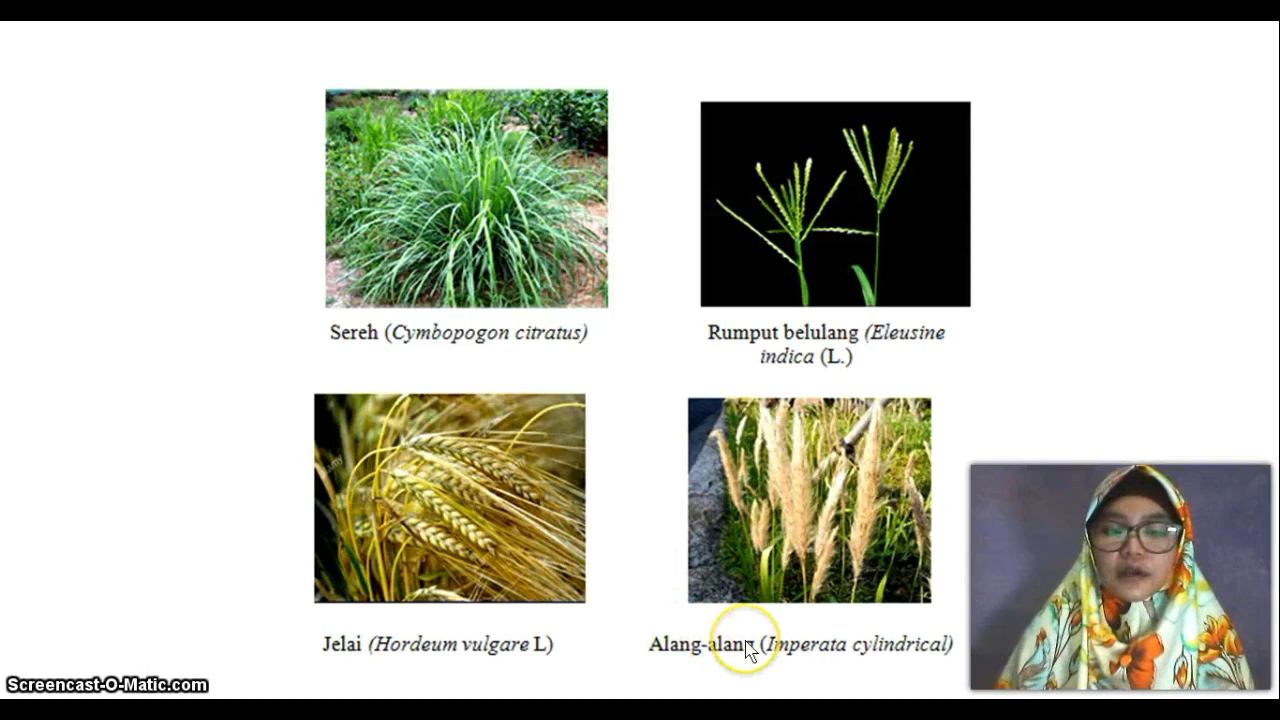 Sereh (Cymbopogon citratus)
Rumput belulang (Eleusine
indica (L.)
Jelai (Hordeum vulgare L)
Alang-alang (Imperata cylindrical)
Screencast-O-Matic.com